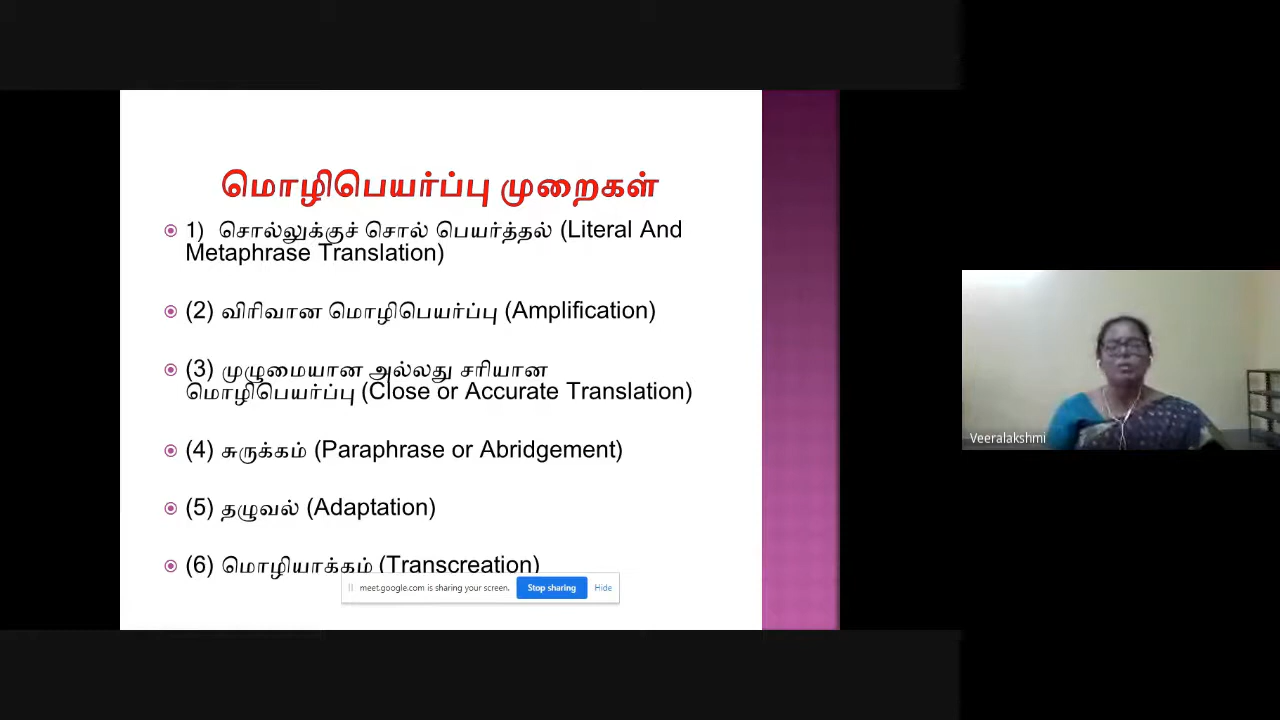 மொழிபெயர்ப்பு முறைகள்
1) சொல்லுக்குச் சொல் பெயர்த்தல் (Literal And
Metaphrase Translation)
(2) விரிவான மொழிபெயர்ப்பு (Amplification)
(3) முழுமையான அல்லது சரியான
மொழிபெயர்ப்பு (Close or Accurate Translation)
(4) சுருக்கம் (Paraphrase or Abridgement)
(5) தழுவல் (Adaptation)
(6) மொழியாக்கம் (Transcreation)
meet.google.com is sharing your screen. Stop sharing Hide
Veeralakshmi